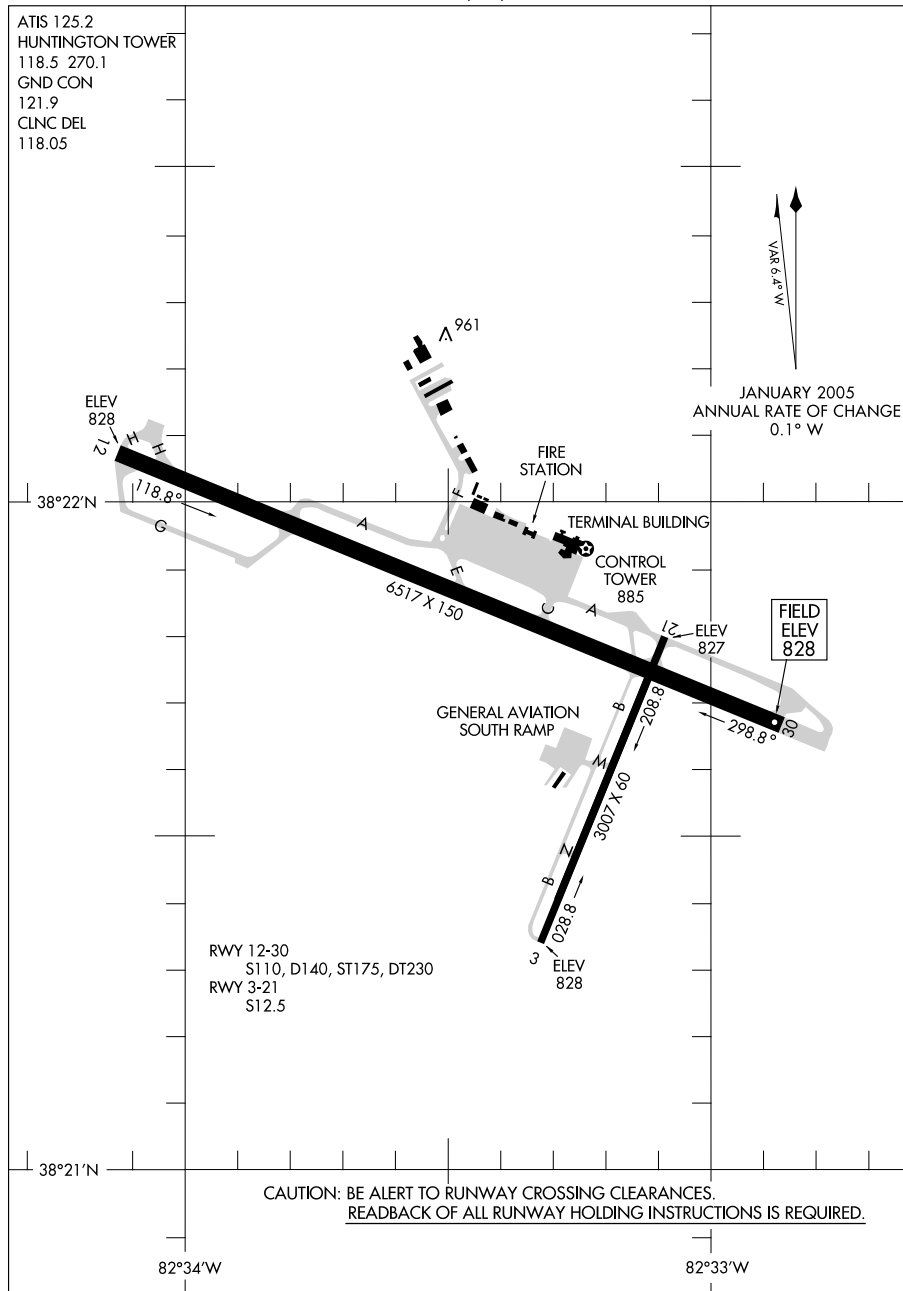 ATIS 125.2
HUNTINGTON TOWER
118.5 270.1
GND CON
121.9
CLNC DEL
118.05
VAR 6.4° W
JANUARY 2005
ANNUAL RATE OF CHANGE
0.1° W
961
ELEV
828
12
H
H
118.8°
G
A
F
FIRE
STATION
38°22'N
TERMINAL BUILDING
CONTROL
TOWER
885
E
6517 X 150
C
A
21
ELEV
827
FIELD
ELEV
828
GENERAL AVIATION
SOUTH RAMP
B
208.8
298.8°
30
M
3007 X 60
N
B
028.8
3
ELEV
828
RWY 12-30
S110, D140, ST175, DT230
RWY 3-21
S12.5
38°21'N
CAUTION: BE ALERT TO RUNWAY CROSSING CLEARANCES.
READBACK OF ALL RUNWAY HOLDING INSTRUCTIONS IS REQUIRED.
82°34'W
82°33'W